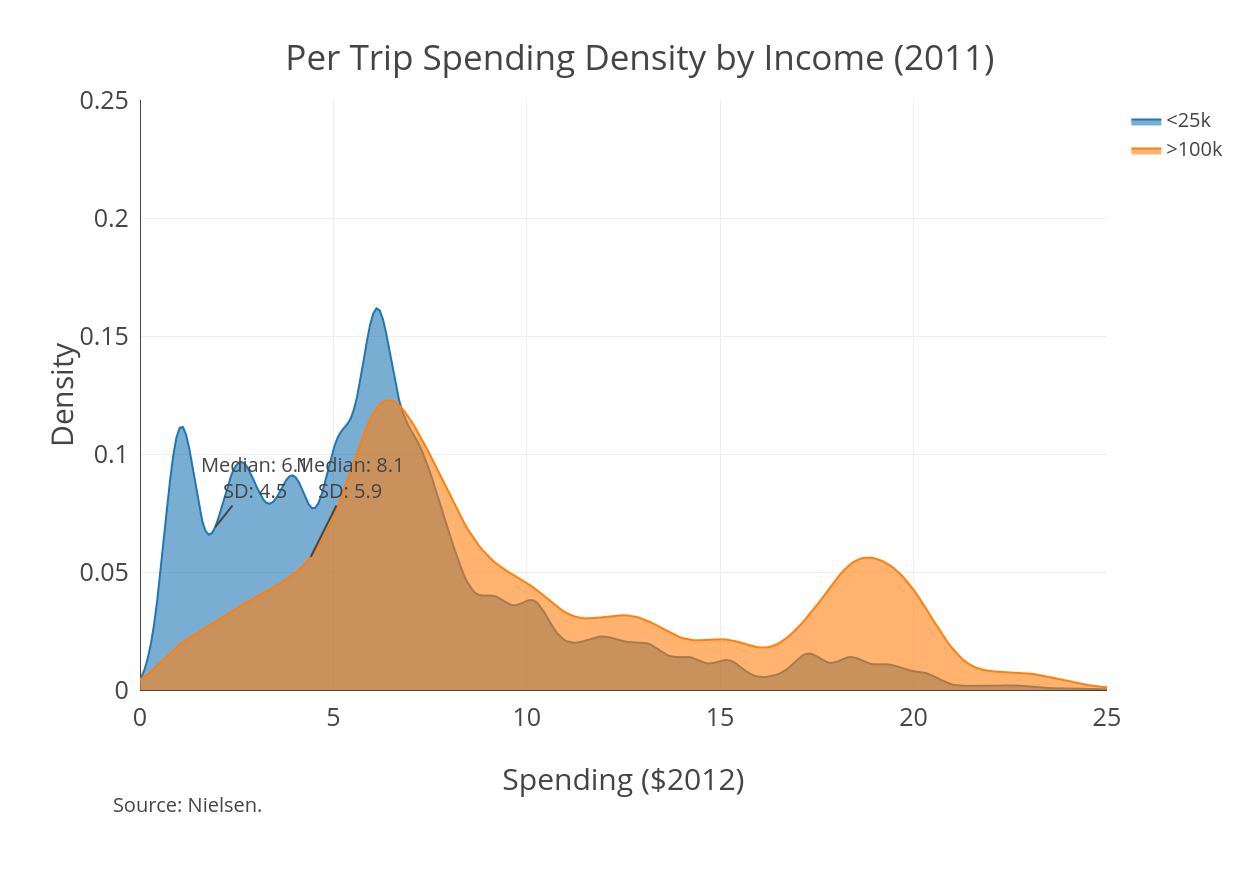 Per Trip Spending Density by Income (2011)
<25k
>100k
0.25
0.2
0.15
0.1
0.05
0
Density
Median: 6.1
SD: 4.5
Median: 8.1
SD: 5.9
0 5 10 15 20 25
Spending ($2012)
Source: Nielsen.